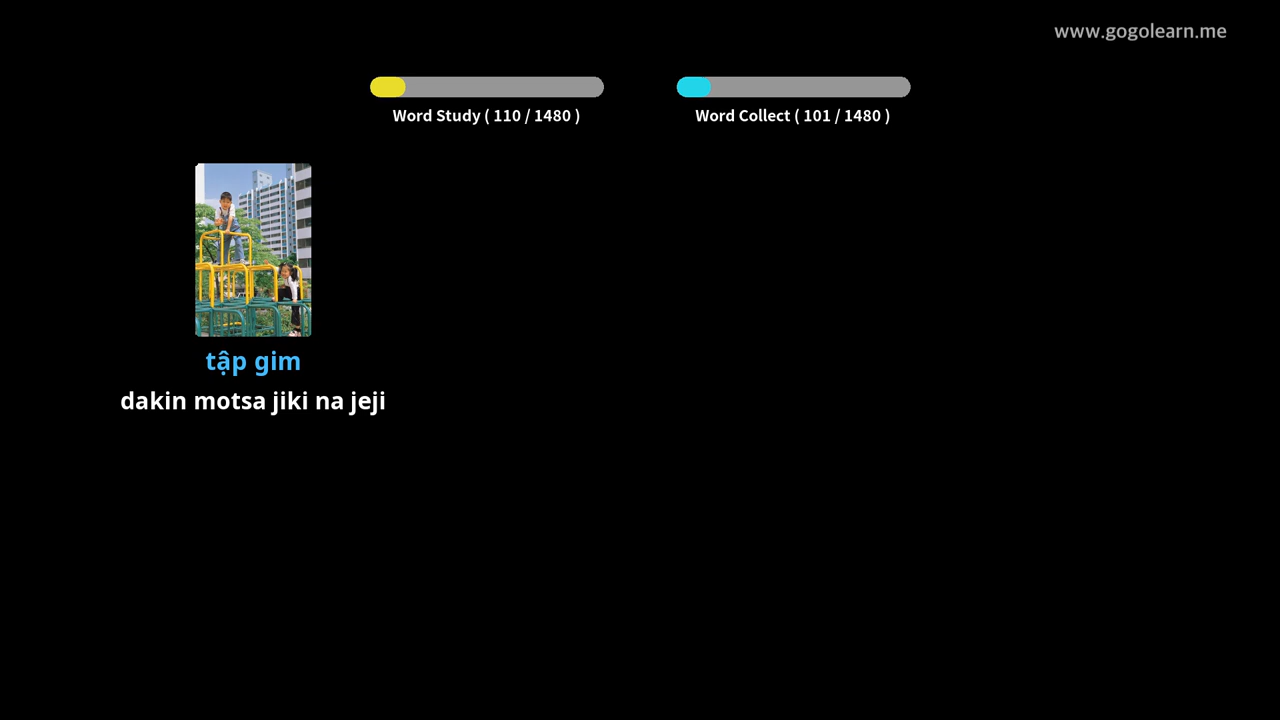 www.gogolearn.me
Word Study ( 110 / 1480 )
Word Collect ( 101 / 1480 )
tập gim
dakin motsa jiki na jeji